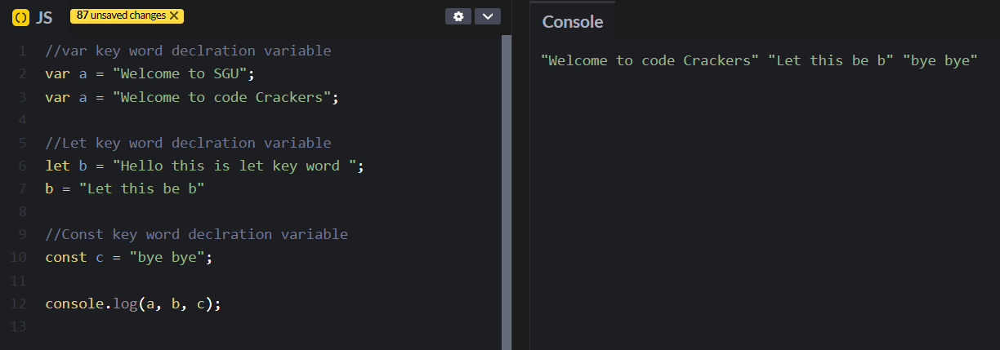 JS
87 unsaved changes ✕
1 //var key word declration variable
2 var a = "Welcome to SGU";
3 var a = "Welcome to code Crackers";
4
5 //Let key word declration variable
6 let b = "Hello this is let key word ";
7 b = "Let this be b"
8
9 //Const key word declration variable
10 const c = "bye bye";
11
12 console.log(a, b, c);
13
Console
"Welcome to code Crackers" "Let this be b" "bye bye"